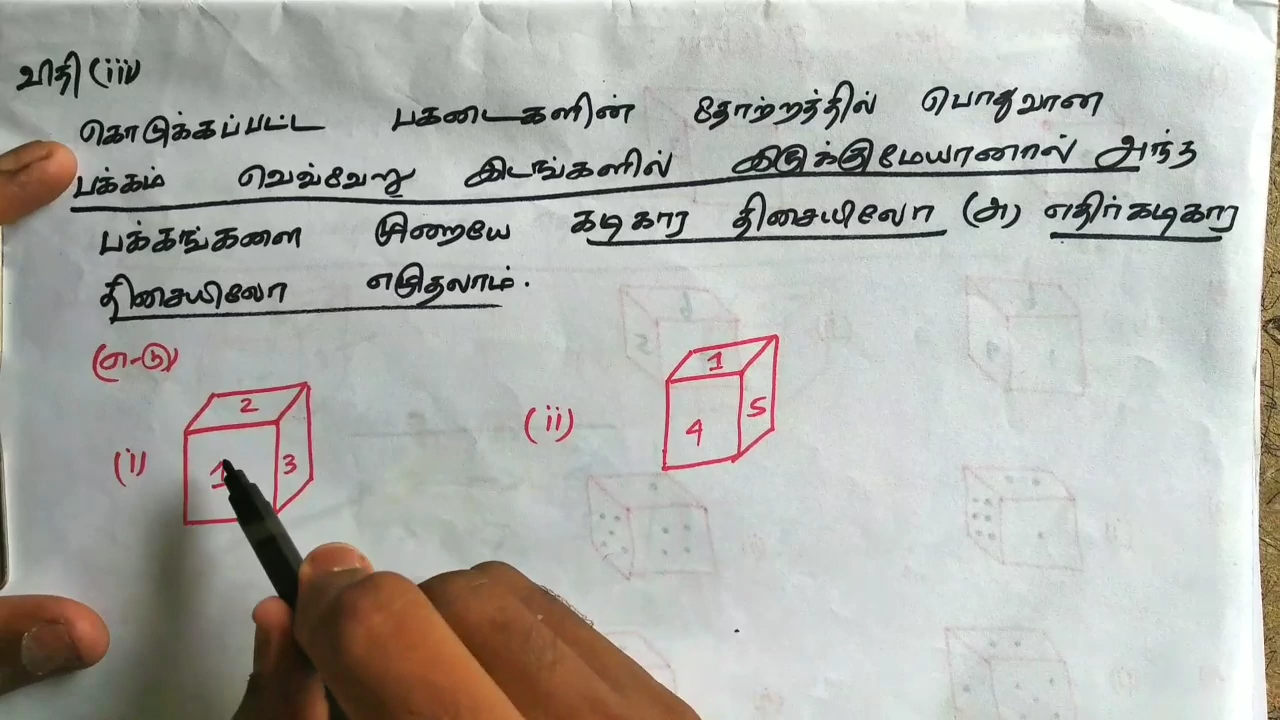 விதி (iii)
கொடுக்கப்பட்ட பகடைகளின் தோற்றத்தில் பொதுவான
பக்கம் வெவ்வேறு இடங்களில் இருக்குமேயானால் அந்த
பக்கங்களை முறையே கடிகார திசையிலோ (அ) எதிர்கடிகார
திசையிலோ எழுதலாம்.
(எ-டு)
(i) 2 1 3
(ii) 1 4 5